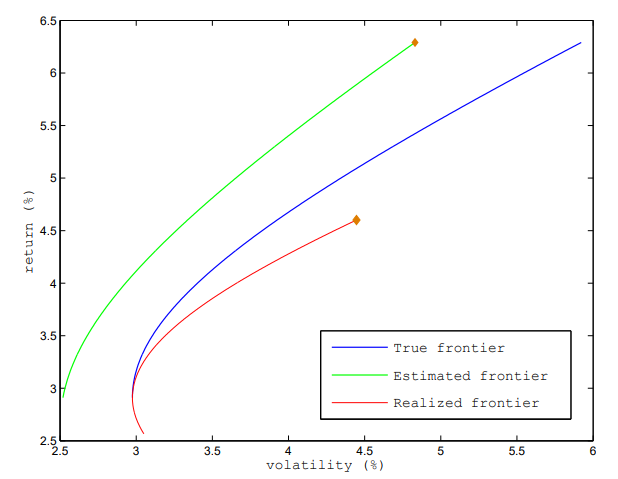 6.5
6
5.5
5
4.5
4
3.5
3
2.5
return (%)
True frontier
Estimated frontier
Realized frontier
2.5 3 3.5 4 4.5 5 5.5 6
volatility (%)